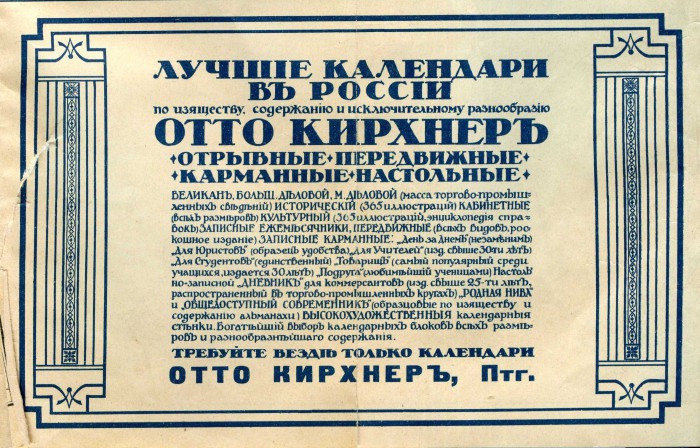 ЛУЧШІЕ КАЛЕНДАРИ
ВЪ РОССІИ
по изяществу, содержанію и исключительному разнообразію
ОТТО КИРХНЕРЪ
ОТРЫВНЫЕ ПЕРЕДВИЖНЫЕ
КАРМАННЫЕ НАСТОЛЬНЫЕ
ВЕЛИКАНЪ, БОЛЬШ. ДѢЛОВОЙ, М. ДѢЛОВОЙ (масса торгово-промыш-
ленныхъ свѣдѣній) ИСТОРИЧЕСКІЙ (365 иллюстрацій) КАБИНЕТНЫЕ
(всѣхъ размѣровъ) КУЛЬТУРНЫЙ (365 иллюстрацій, энциклопедія спра-
вокъ) ЗАПИСНЫЕ ЕЖЕМѢСЯЧНИКИ, ПЕРЕДВИЖНЫЕ (всѣхъ видовъ, рос-
кошное изданіе) ЗАПИСНЫЕ КАРМАННЫЕ: „День за Днемъ" (незамѣнимъ)
„Для Юристовъ" (образецъ удобства) „Для Учителей" (изд. свыше 30-ти лѣтъ)
„Для Студентовъ" (единственный) „Товарищъ" (самый популярный среди
учащихся, издается 30 лѣтъ) „Подруга" (любимѣйшій ученицами) Настоль-
но-записной „ДНЕВНИКЪ" для коммерсантовъ (изд. свыше 25-ти лѣтъ,
распространенный въ торгово-промышленныхъ кругахъ) „РОДНАЯ НИВА"
и „ОБЩЕДОСТУПНЫЙ СОВРЕМЕННИКЪ" (образцовые по изяществу и
содержанію альманахи) ВЫСОКОХУДОЖЕСТВЕННЫЯ календарныя
стѣнки. Богатѣйшій выборъ календарныхъ блоковъ всѣхъ размѣ-
ровъ и разнообразнѣйшаго содержанія.
ТРЕБУЙТЕ ВЕЗДѢ ТОЛЬКО КАЛЕНДАРИ
ОТТО КИРХНЕРЪ, Птг.